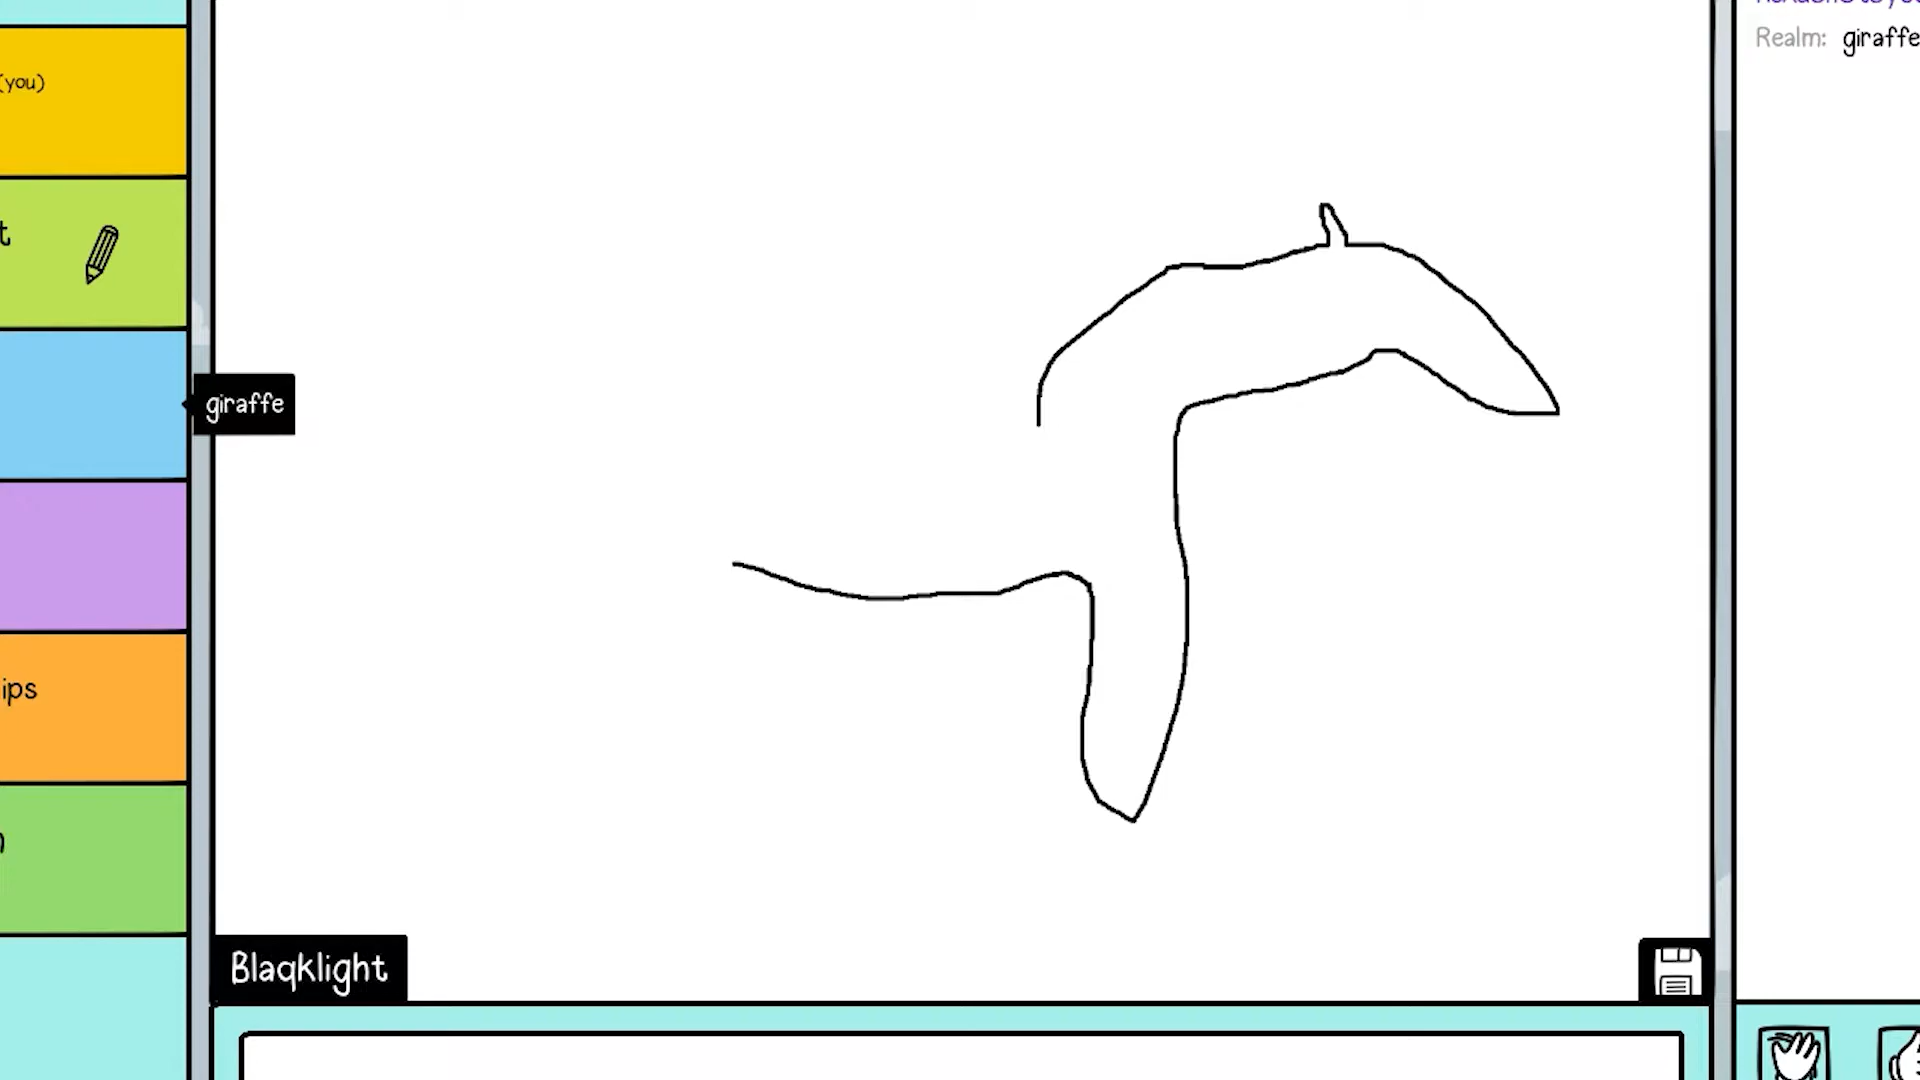 (you)
Realm: giraffe
t
giraffe
ips
Blaqklight